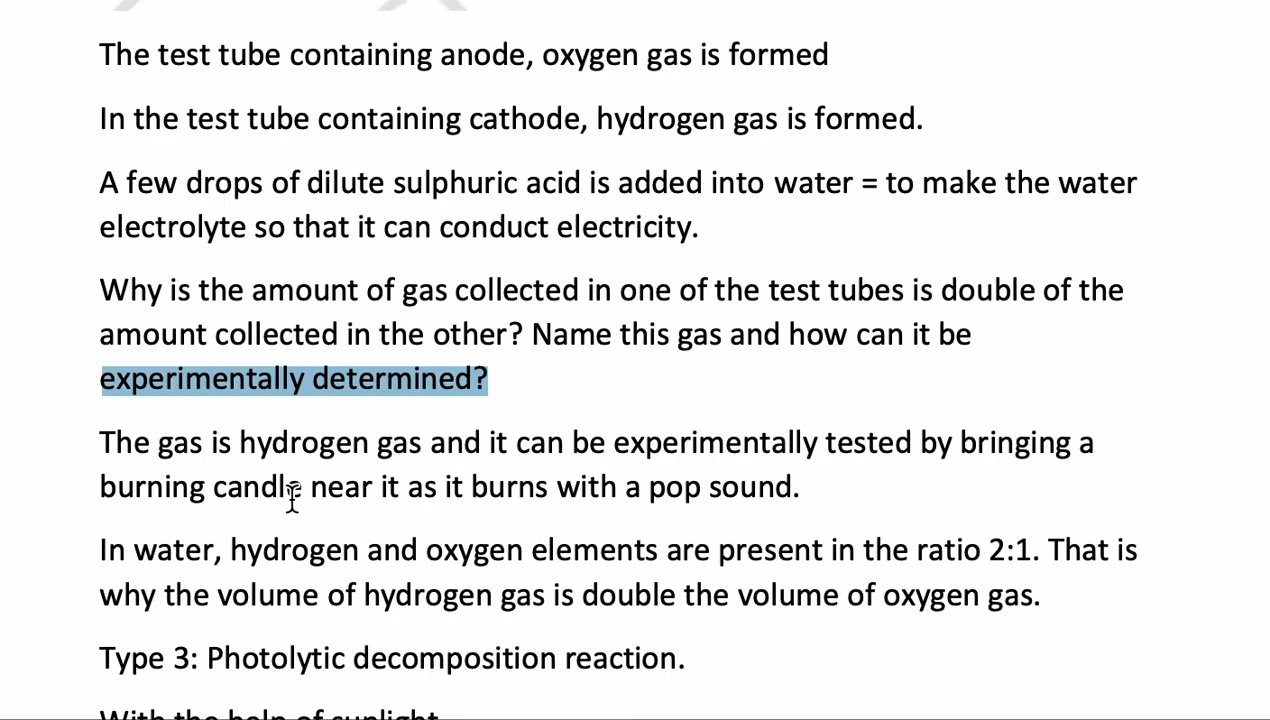 The test tube containing anode, oxygen gas is formed
In the test tube containing cathode, hydrogen gas is formed.
A few drops of dilute sulphuric acid is added into water = to make the water
electrolyte so that it can conduct electricity.
Why is the amount of gas collected in one of the test tubes is double of the
amount collected in the other? Name this gas and how can it be
experimentally determined?
The gas is hydrogen gas and it can be experimentally tested by bringing a
burning candle near it as it burns with a pop sound.
In water, hydrogen and oxygen elements are present in the ratio 2:1. That is
why the volume of hydrogen gas is double the volume of oxygen gas.
Type 3: Photolytic decomposition reaction.
With the help of sunlight